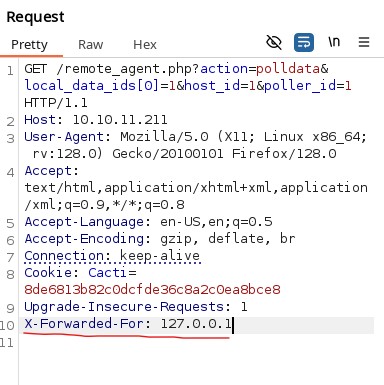 Request
Pretty Raw Hex \n
1 GET /remote_agent.php?action=polldata&
local_data_ids[0]=1&host_id=1&poller_id=1
HTTP/1.1
2 Host: 10.10.11.211
3 User-Agent: Mozilla/5.0 (X11; Linux x86_64;
rv:128.0) Gecko/20100101 Firefox/128.0
4 Accept:
text/html,application/xhtml+xml,application
/xml;q=0.9,*/*;q=0.8
5 Accept-Language: en-US,en;q=0.5
6 Accept-Encoding: gzip, deflate, br
7 Connection: keep-alive
8 Cookie: Cacti=
8de6813b82c0dcfde36c8a2c0ea8bce8
9 Upgrade-Insecure-Requests: 1
10 X-Forwarded-For: 127.0.0.1
11